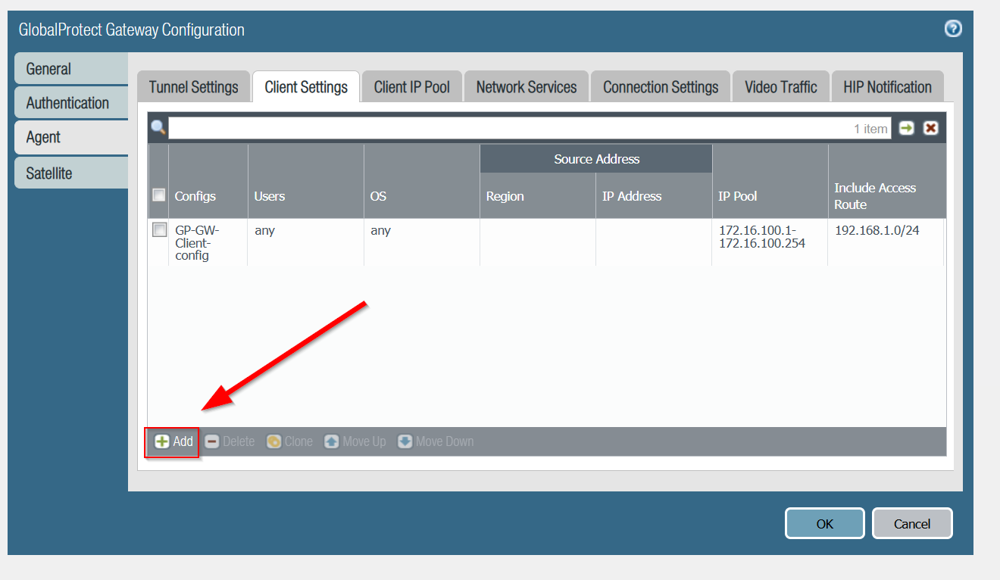 GlobalProtect Gateway Configuration
General
Authentication
Agent
Satellite
Tunnel Settings
Client Settings
Client IP Pool
Network Services
Connection Settings
Video Traffic
HIP Notification
1 item
Source Address
Configs
Users
OS
Region
IP Address
IP Pool
Include Access
Route
GP-GW-
Client-
config
any
any
172.16.100.1-
172.16.100.254
192.168.1.0/24
Add
Delete
Clone
Move Up
Move Down
OK
Cancel